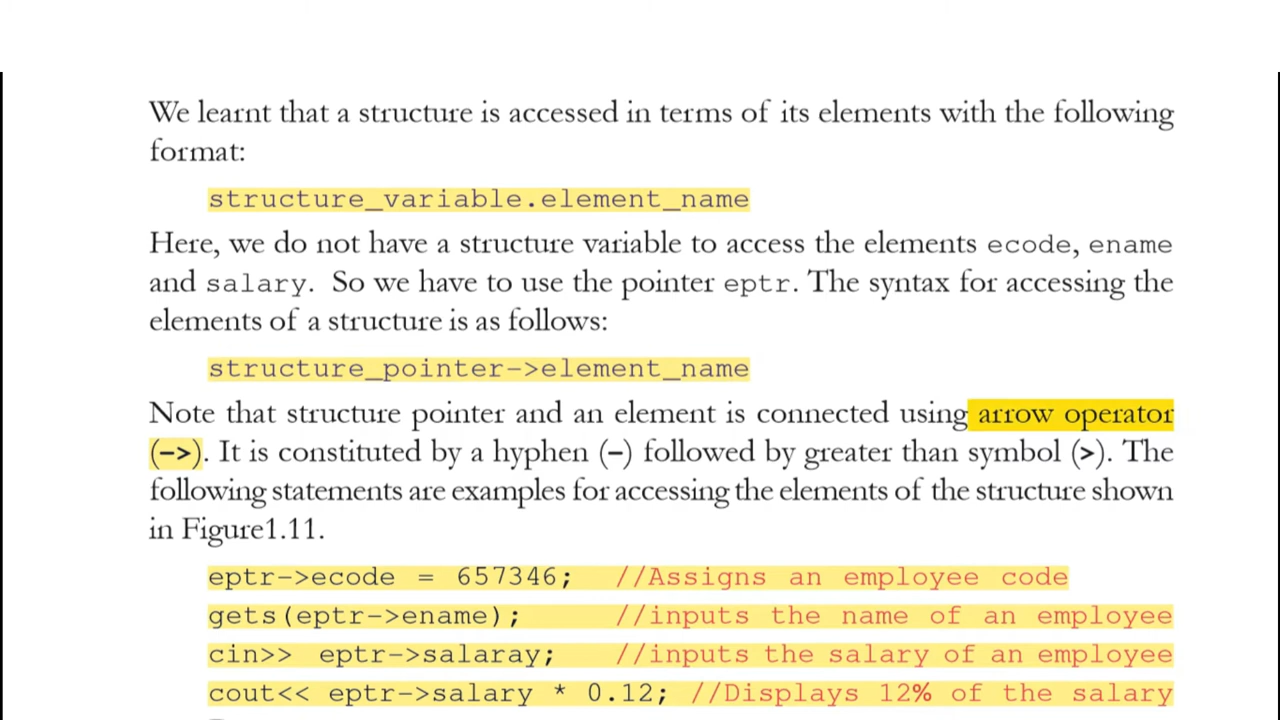 We learnt that a structure is accessed in terms of its elements with the following
format:
structure_variable.element_name
Here, we do not have a structure variable to access the elements ecode, ename
and salary. So we have to use the pointer eptr. The syntax for accessing the
elements of a structure is as follows:
structure_pointer->element_name
Note that structure pointer and an element is connected using arrow operator
(->). It is constituted by a hyphen (-) followed by greater than symbol (>). The
following statements are examples for accessing the elements of the structure shown
in Figure1.11.
eptr->ecode = 657346; //Assigns an employee code
gets(eptr->ename); //inputs the name of an employee
cin>> eptr->salaray; //inputs the salary of an employee
cout<< eptr->salary * 0.12; //Displays 12% of the salary